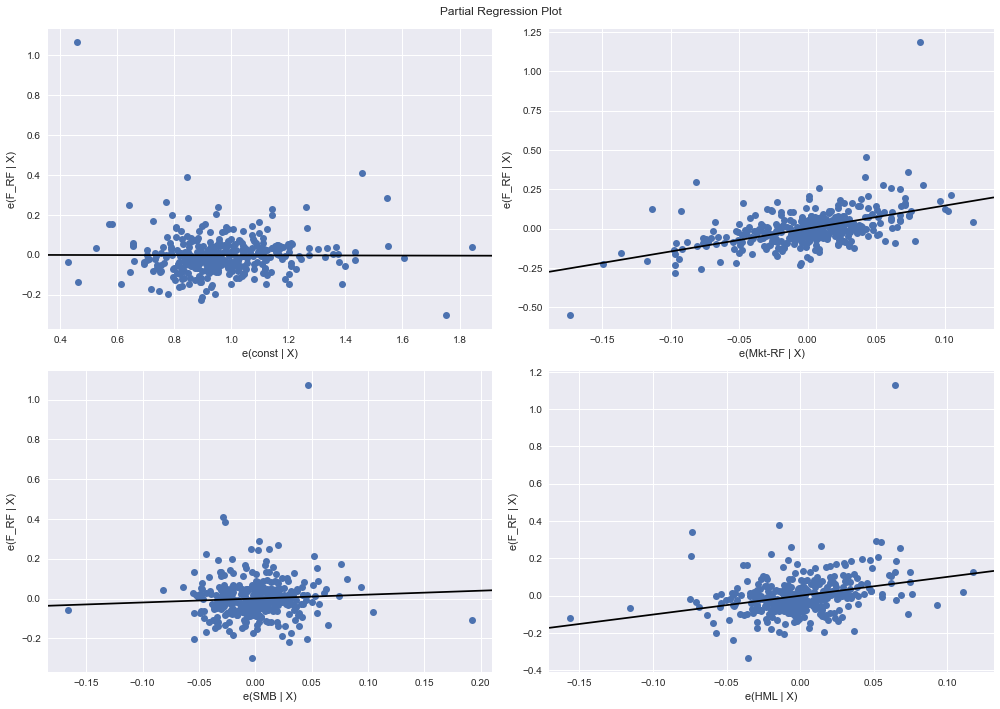 Partial Regression Plot
e(F_RF | X)
1.0
0.8
0.6
0.4
0.2
0.0
−0.2
0.4 0.6 0.8 1.0 1.2 1.4 1.6 1.8
e(const | X)
e(F_RF | X)
1.25
1.00
0.75
0.50
0.25
0.00
−0.25
−0.50
−0.15 −0.10 −0.05 0.00 0.05 0.10
e(Mkt-RF | X)
e(F_RF | X)
1.0
0.8
0.6
0.4
0.2
0.0
−0.2
−0.15 −0.10 −0.05 0.00 0.05 0.10 0.15 0.20
e(SMB | X)
e(F_RF | X)
1.2
1.0
0.8
0.6
0.4
0.2
0.0
−0.2
−0.4
−0.15 −0.10 −0.05 0.00 0.05 0.10
e(HML | X)